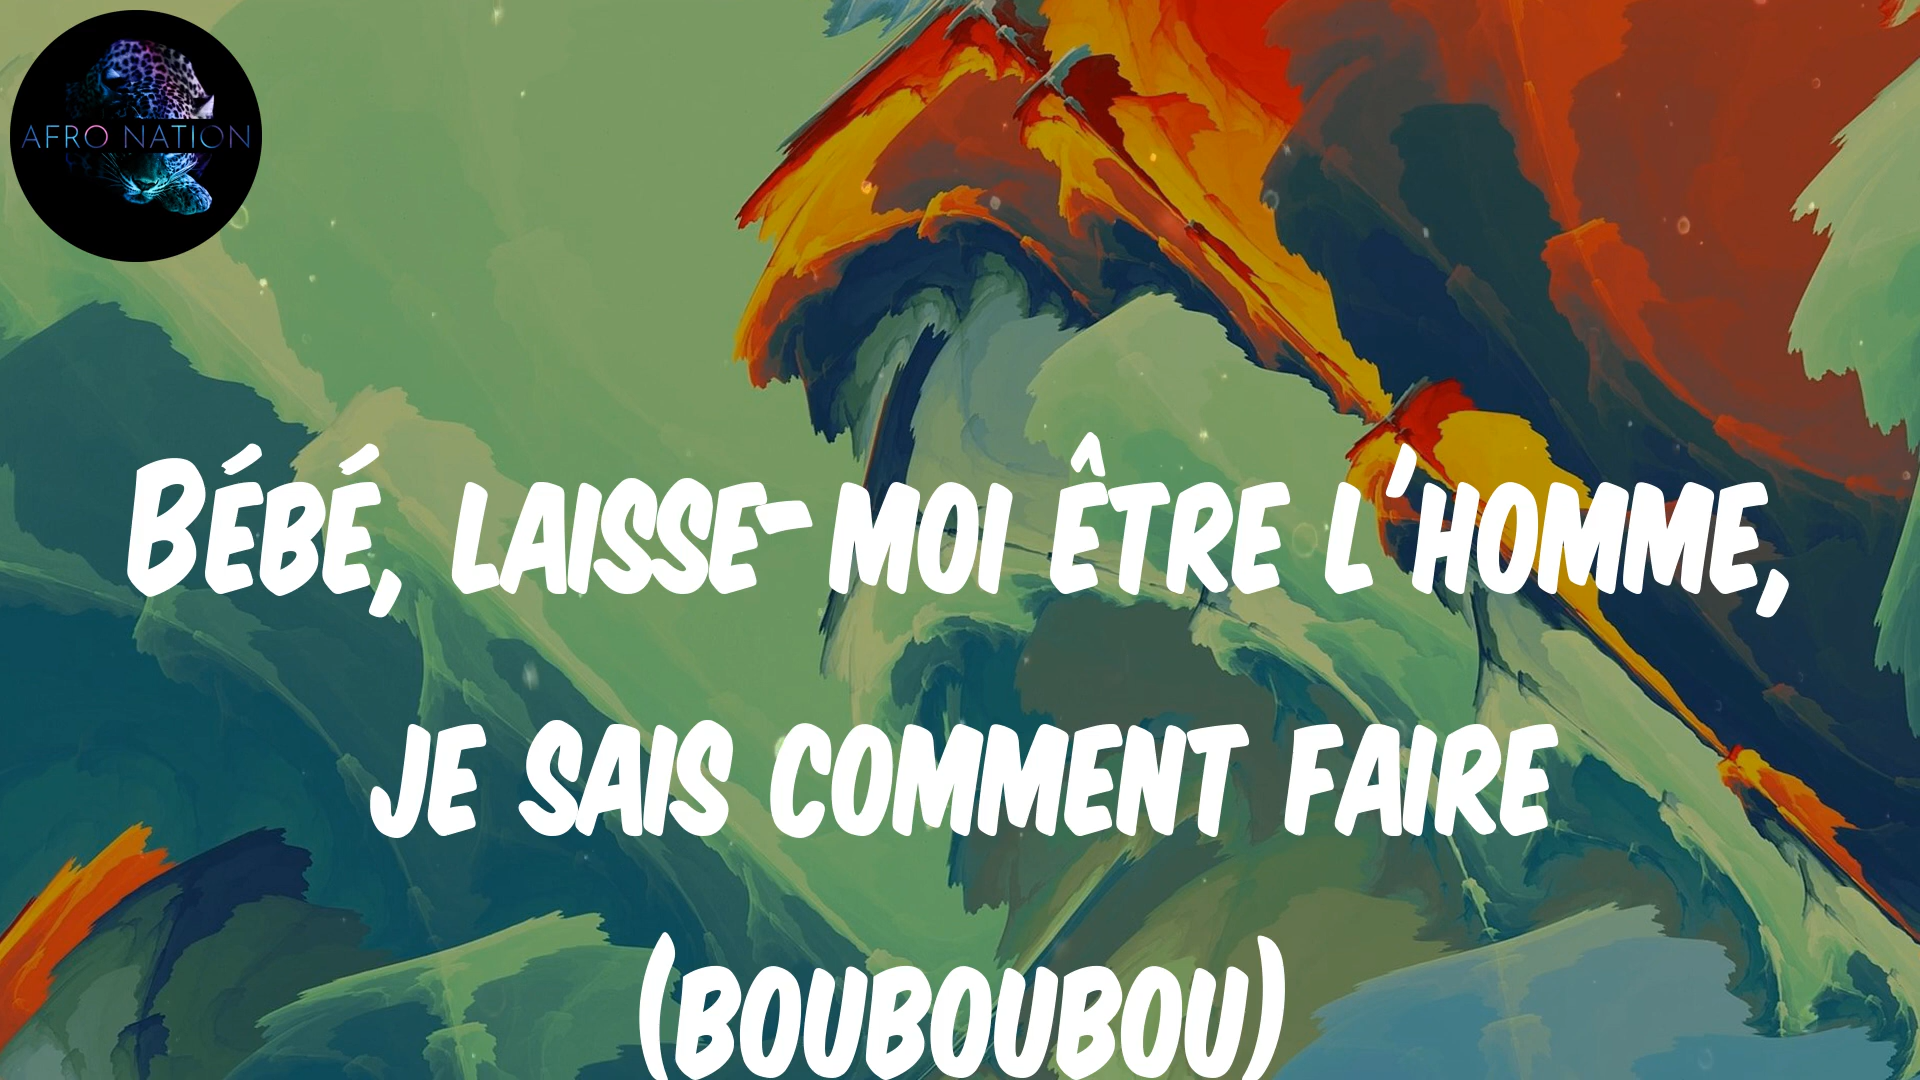 AFRO NATION
Bébé, laisse-moi être l'homme,
je sais comment faire
(bouboubou)